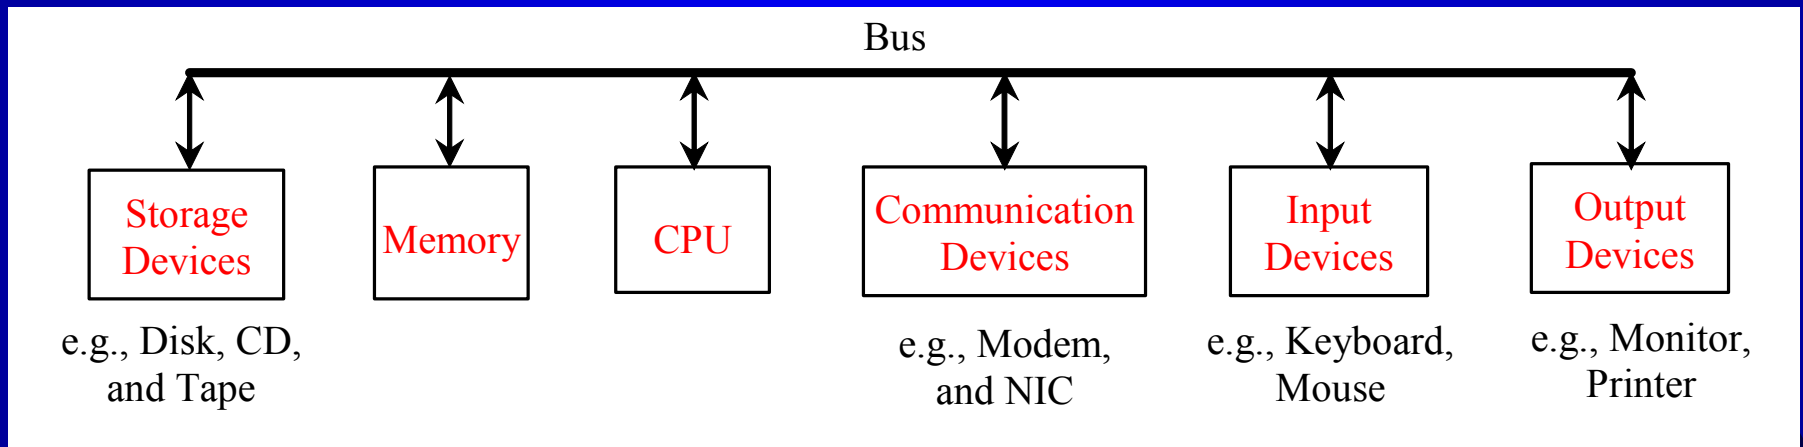 Bus
Storage
Devices
Memory
CPU
Communication
Devices
Input
Devices
Output
Devices
e.g., Disk, CD,
and Tape
e.g., Modem,
and NIC
e.g., Keyboard,
Mouse
e.g., Monitor,
Printer